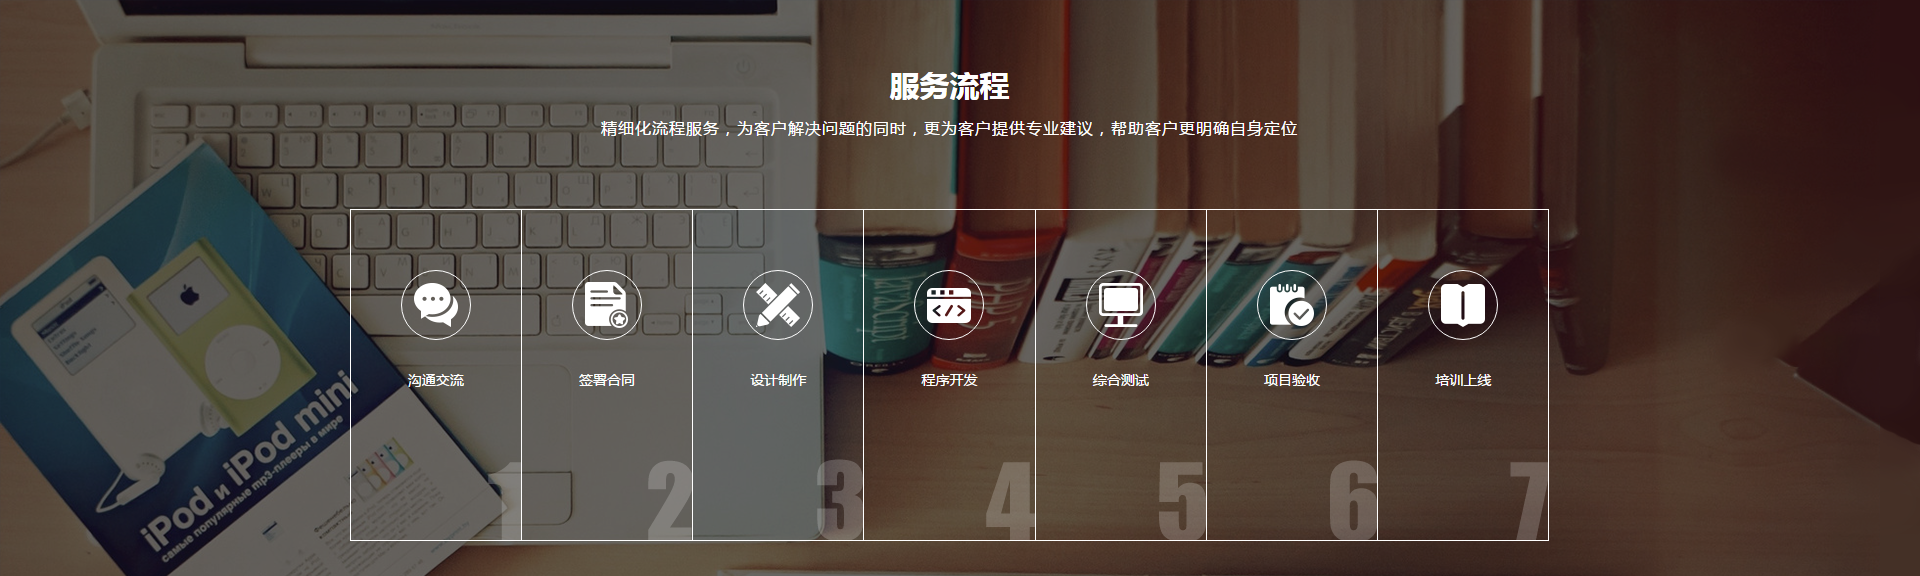 服务流程
精细化流程服务，为客户解决问题的同时，更为客户提供专业建议，帮助客户更明确自身定位
沟通交流
签署合同
设计制作
程序开发
综合测试
项目验收
培训上线
1
2
3
4
5
6
7
iPod и iPod mini
самые популярные mp3-плееры в мире